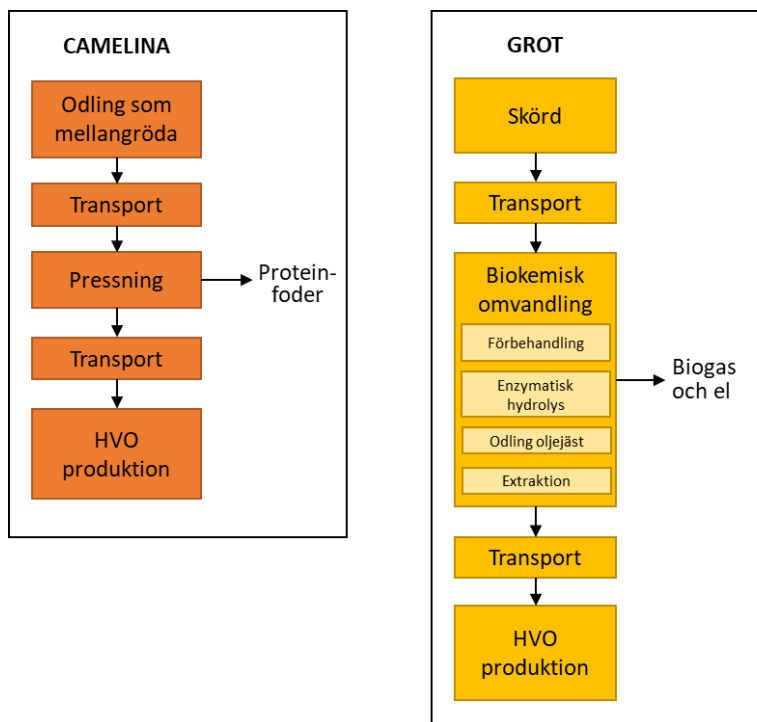 CAMELINA
Odling som
mellangröda
Transport
Pressning
Protein-
foder
Transport
HVO
produktion
GROT
Skörd
Transport
Biokemisk
omvandling
Förbehandling
Enzymatisk
hydrolys
Odling oljejäst
Extraktion
Biogas
och el
Transport
HVO
produktion